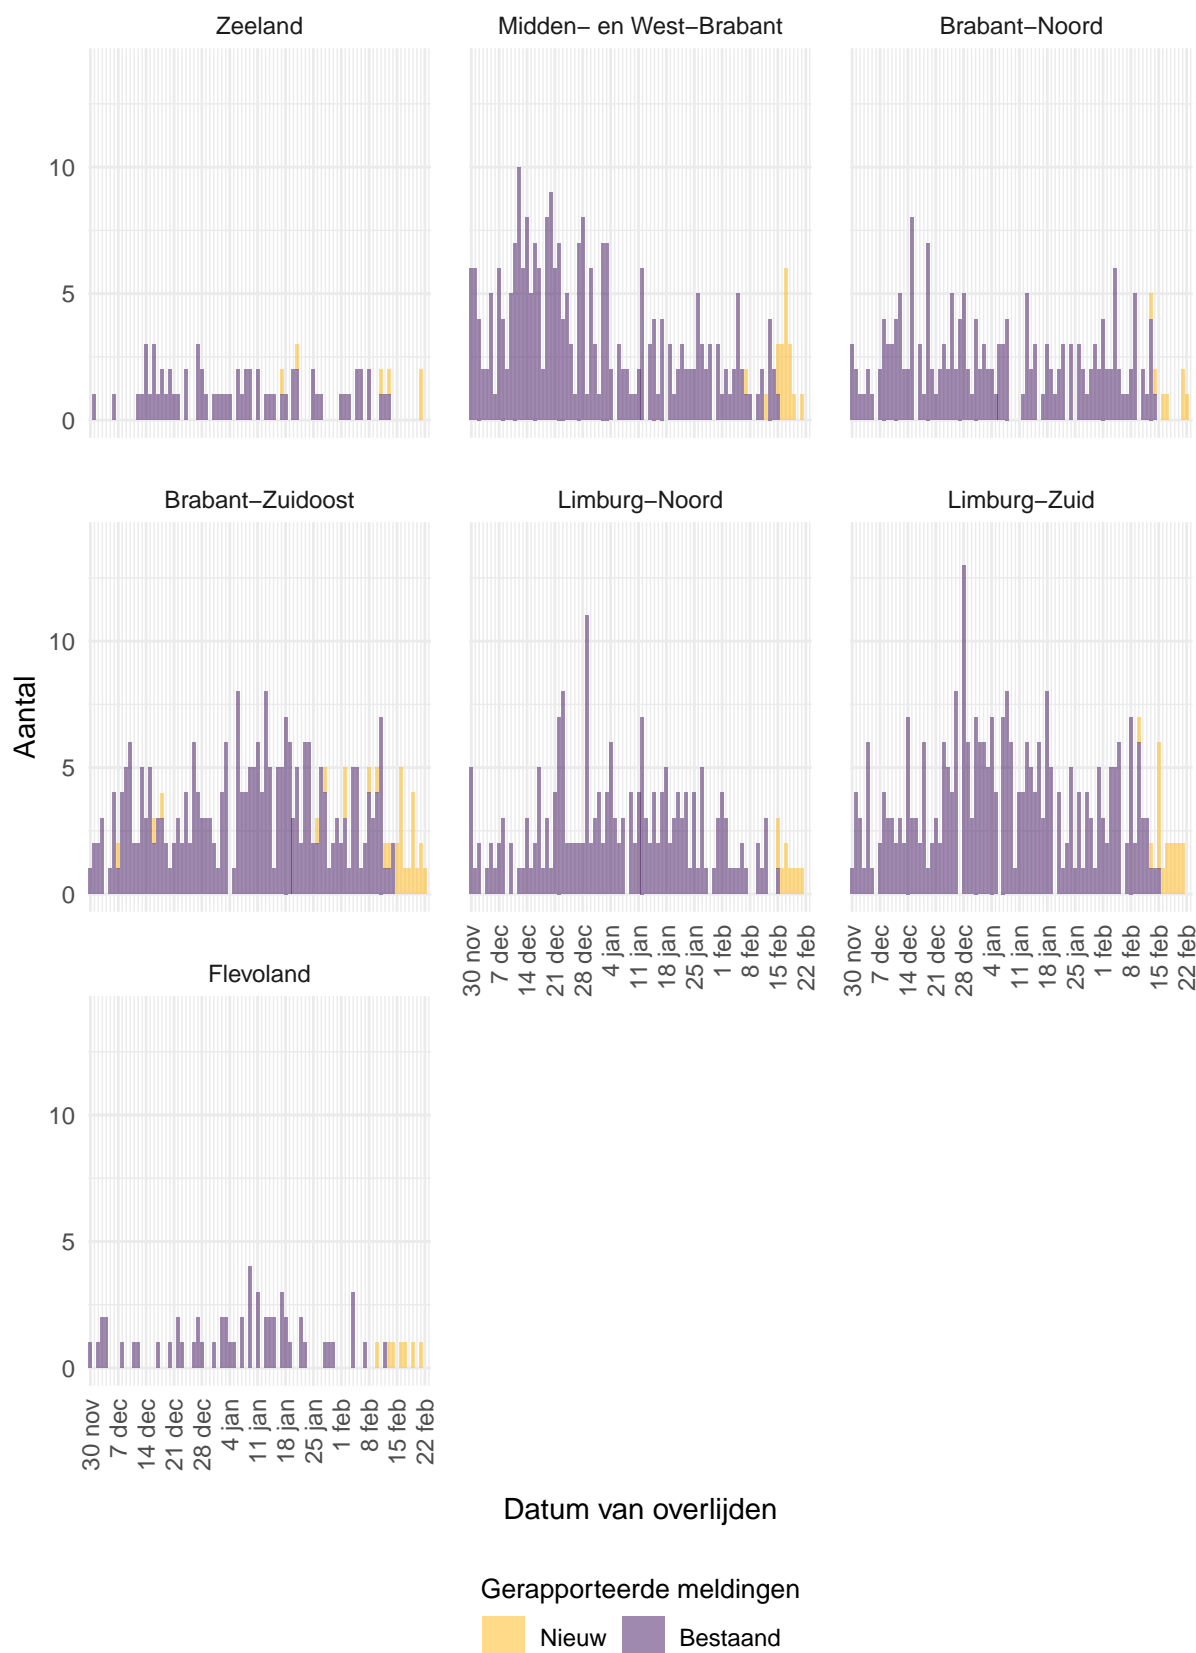 Zeeland
Midden− en West−Brabant
Brabant−Noord
10
5
0
Brabant−Zuidoost
Limburg−Noord
Limburg−Zuid
10
5
0
30 nov
7 dec
14 dec
21 dec
28 dec
4 jan
11 jan
18 jan
25 jan
1 feb
8 feb
15 feb
22 feb
30 nov
7 dec
14 dec
21 dec
28 dec
4 jan
11 jan
18 jan
25 jan
1 feb
8 feb
15 feb
22 feb
Flevoland
10
5
0
30 nov
7 dec
14 dec
21 dec
28 dec
4 jan
11 jan
18 jan
25 jan
1 feb
8 feb
15 feb
22 feb
Aantal
Datum van overlijden
Gerapporteerde meldingen
Nieuw
Bestaand